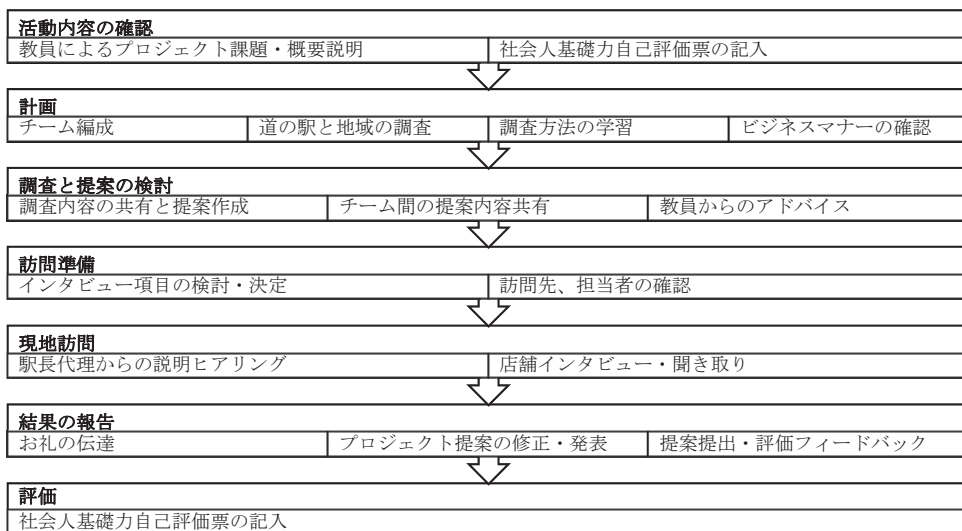 活動内容の確認
教員によるプロジェクト課題・概要説明 社会人基礎力自己評価票の記入
計画
チーム編成 道の駅と地域の調査 調査方法の学習 ビジネスマナーの確認
調査と提案の検討
調査内容の共有と提案作成 チーム間の提案内容共有 教員からのアドバイス
訪問準備
インタビュー項目の検討・決定 訪問先、担当者の確認
現地訪問
駅長代理からの説明ヒアリング 店舗インタビュー・聞き取り
結果の報告
お礼の伝達 プロジェクト提案の修正・発表 提案提出・評価フィードバック
評価
社会人基礎力自己評価票の記入